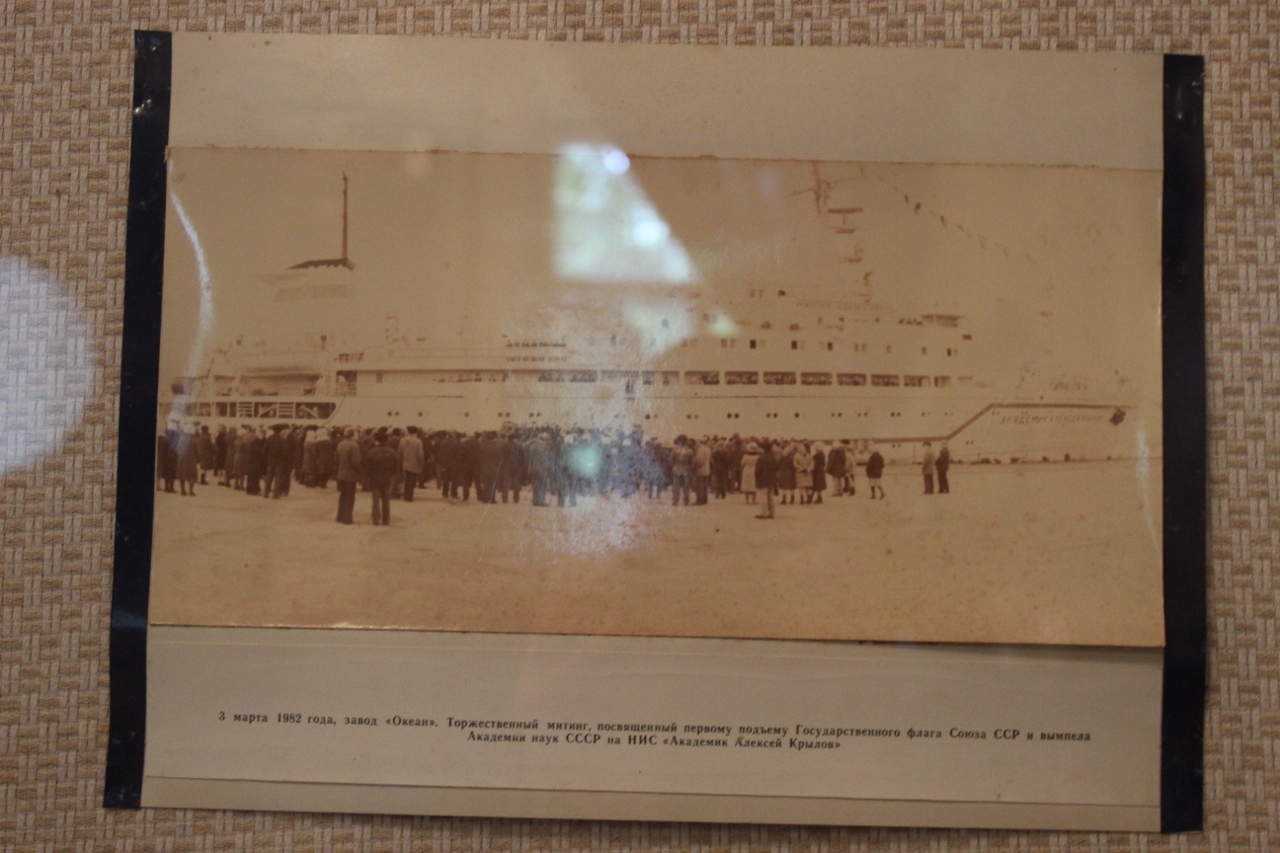 3 марта 1982 года, завод «Океан». Торжественный митинг, посвященный первому подъему Государственного флага Союза ССР и вымпела
Академии наук СССР на НИС «Академик Алексей Крылов»